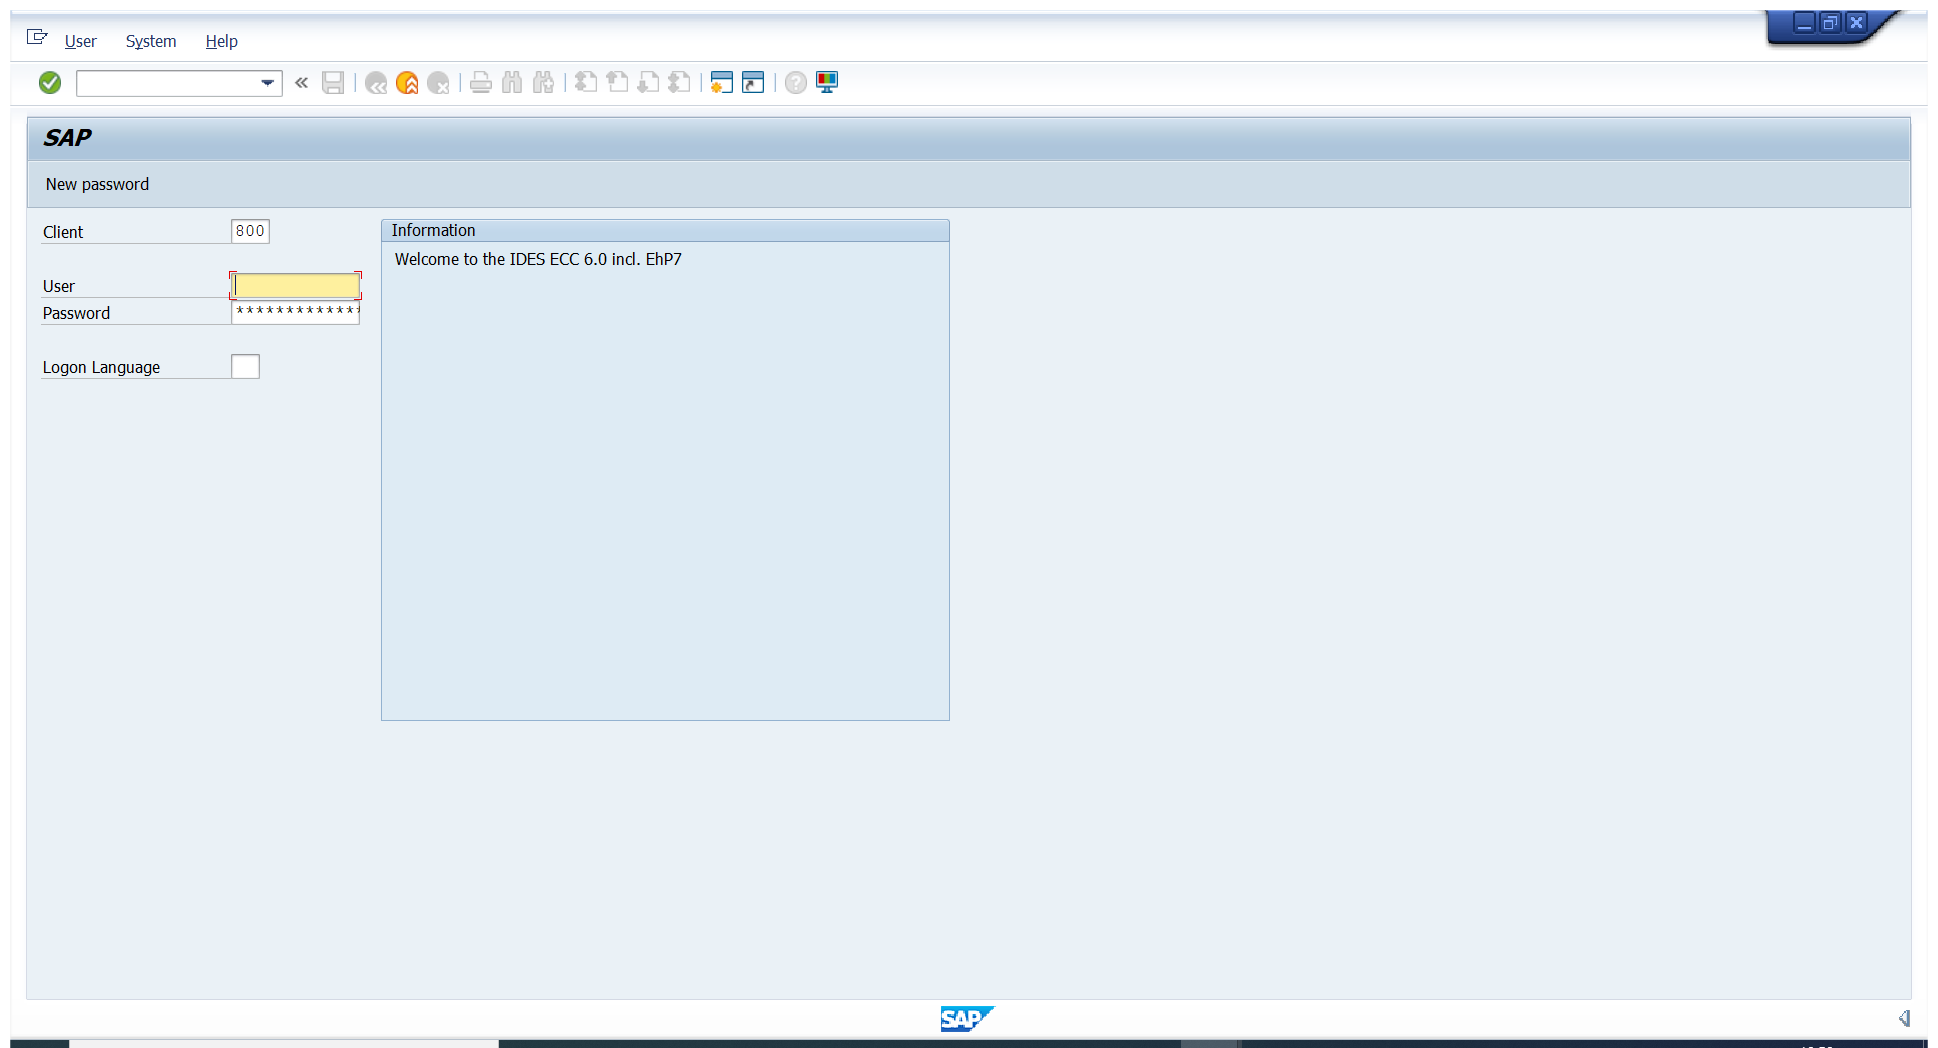 User System Help
SAP
New password
Client 800
Information
Welcome to the IDES ECC 6.0 incl. EhP7
User
Password *************
Logon Language
SAP